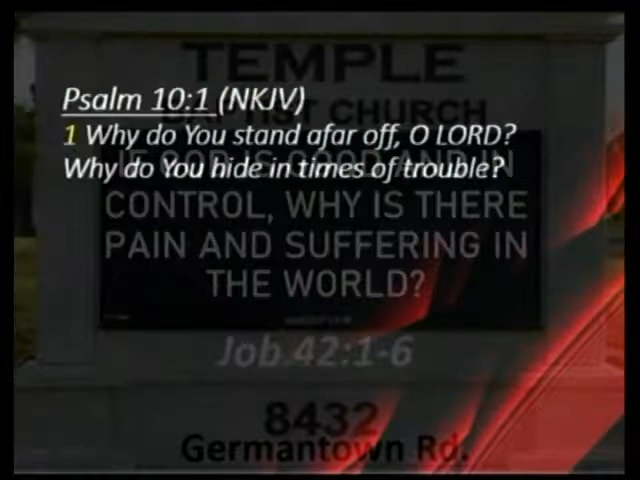 TEMPLE
Psalm 10:1 (NKJV)
BAPTIST CHURCH
1 Why do You stand afar off, O LORD?
IF GOD IS GOOD AND IN
Why do You hide in times of trouble?
CONTROL, WHY IS THERE
PAIN AND SUFFERING IN
THE WORLD?
Job 42:1-6
8432
Germantown Rd.